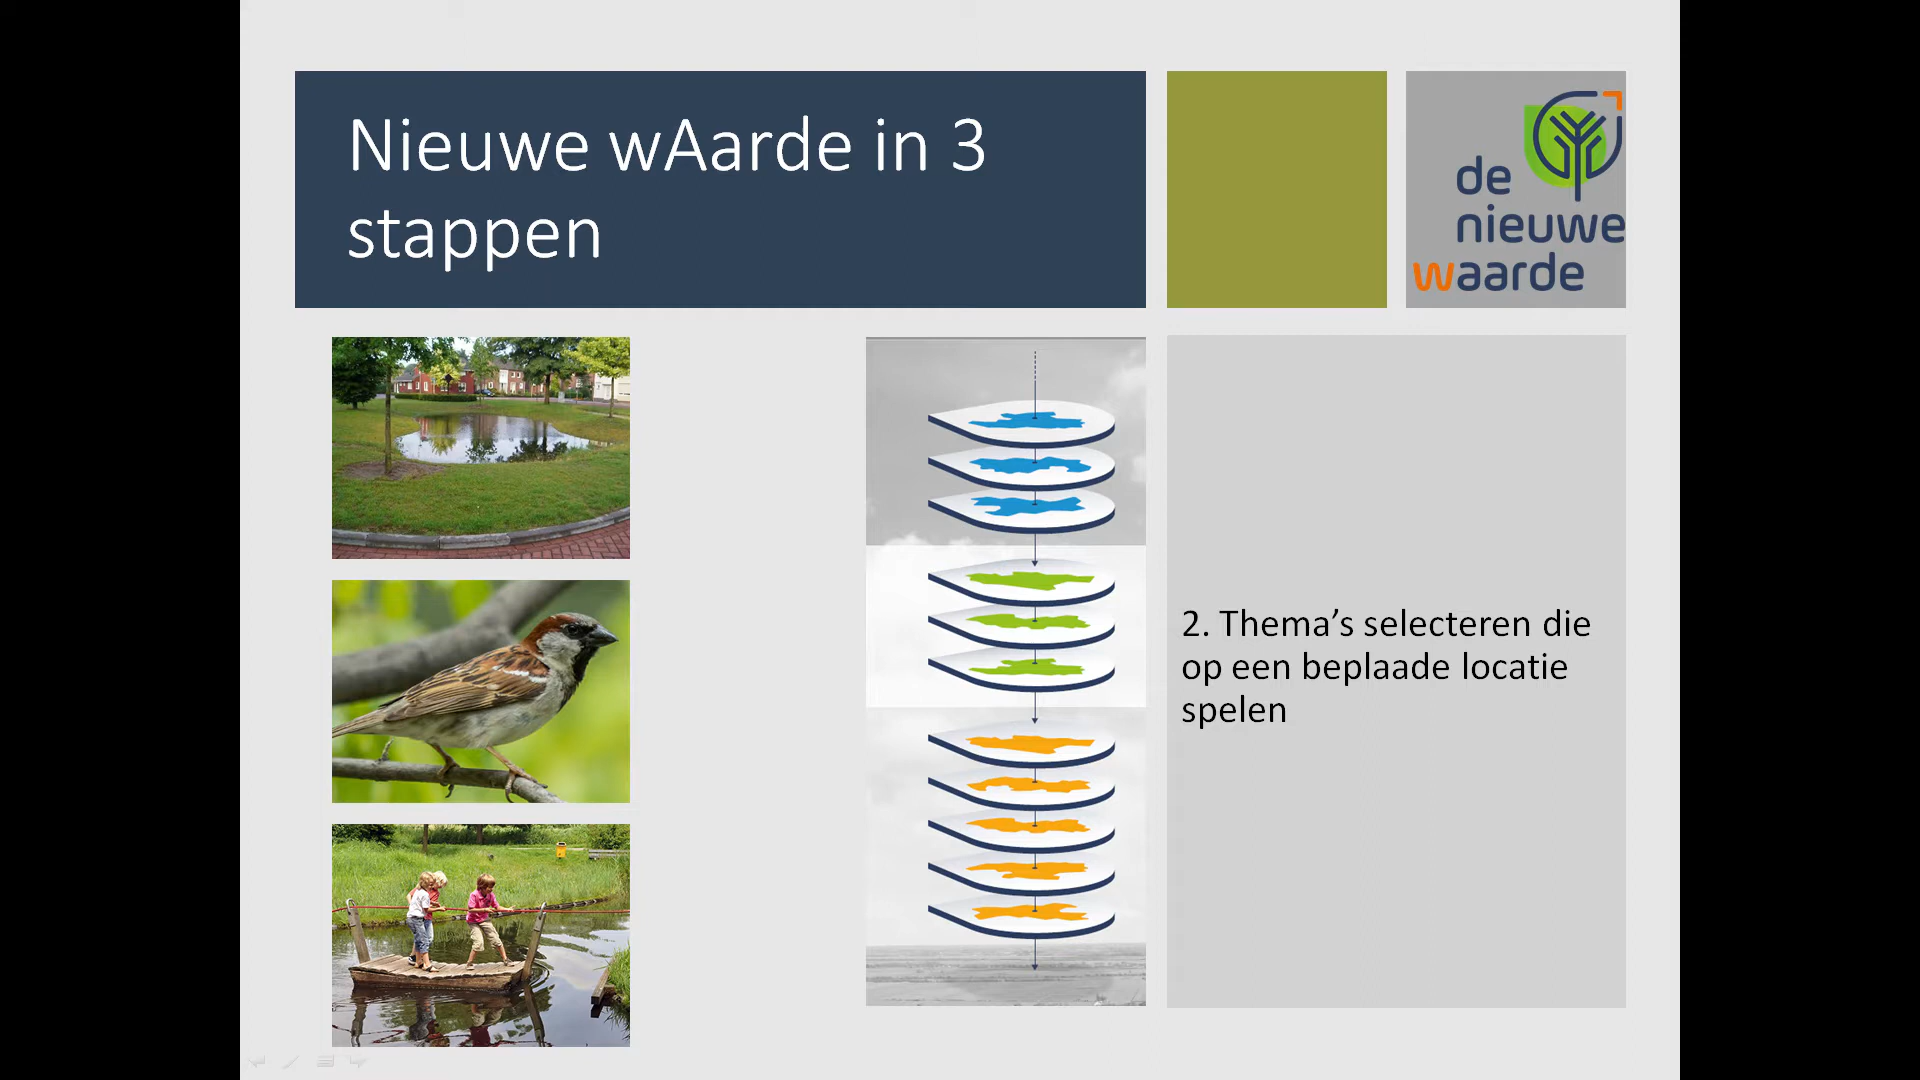 Nieuwe wAarde in 3
stappen
de
nieuwe
waarde
2. Thema’s selecteren die
op een beplaade locatie
spelen